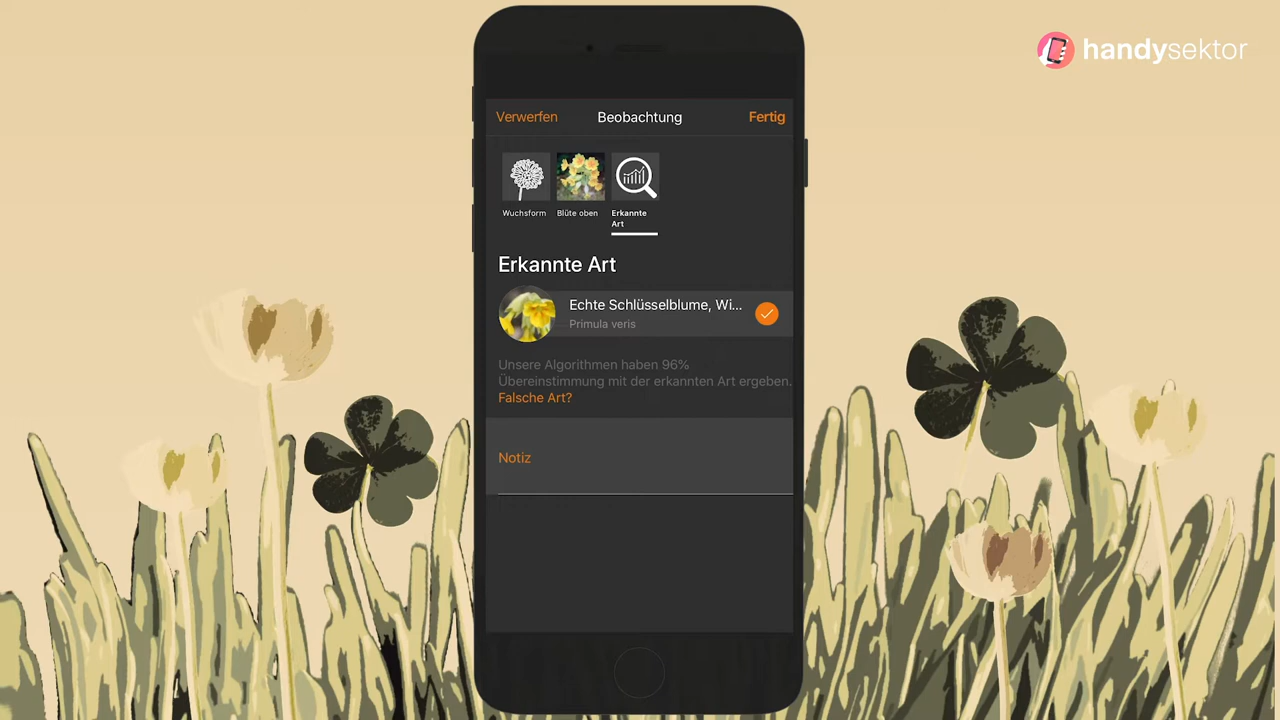 handysektor
Verwerfen Beobachtung Fertig
Wuchsform Blüte oben Erkannte
Art
Erkannte Art
Echte Schlüsselblume, Wi...
Primula veris
Unsere Algorithmen haben 96%
Übereinstimmung mit der erkannten Art ergeben.
Falsche Art?
Notiz